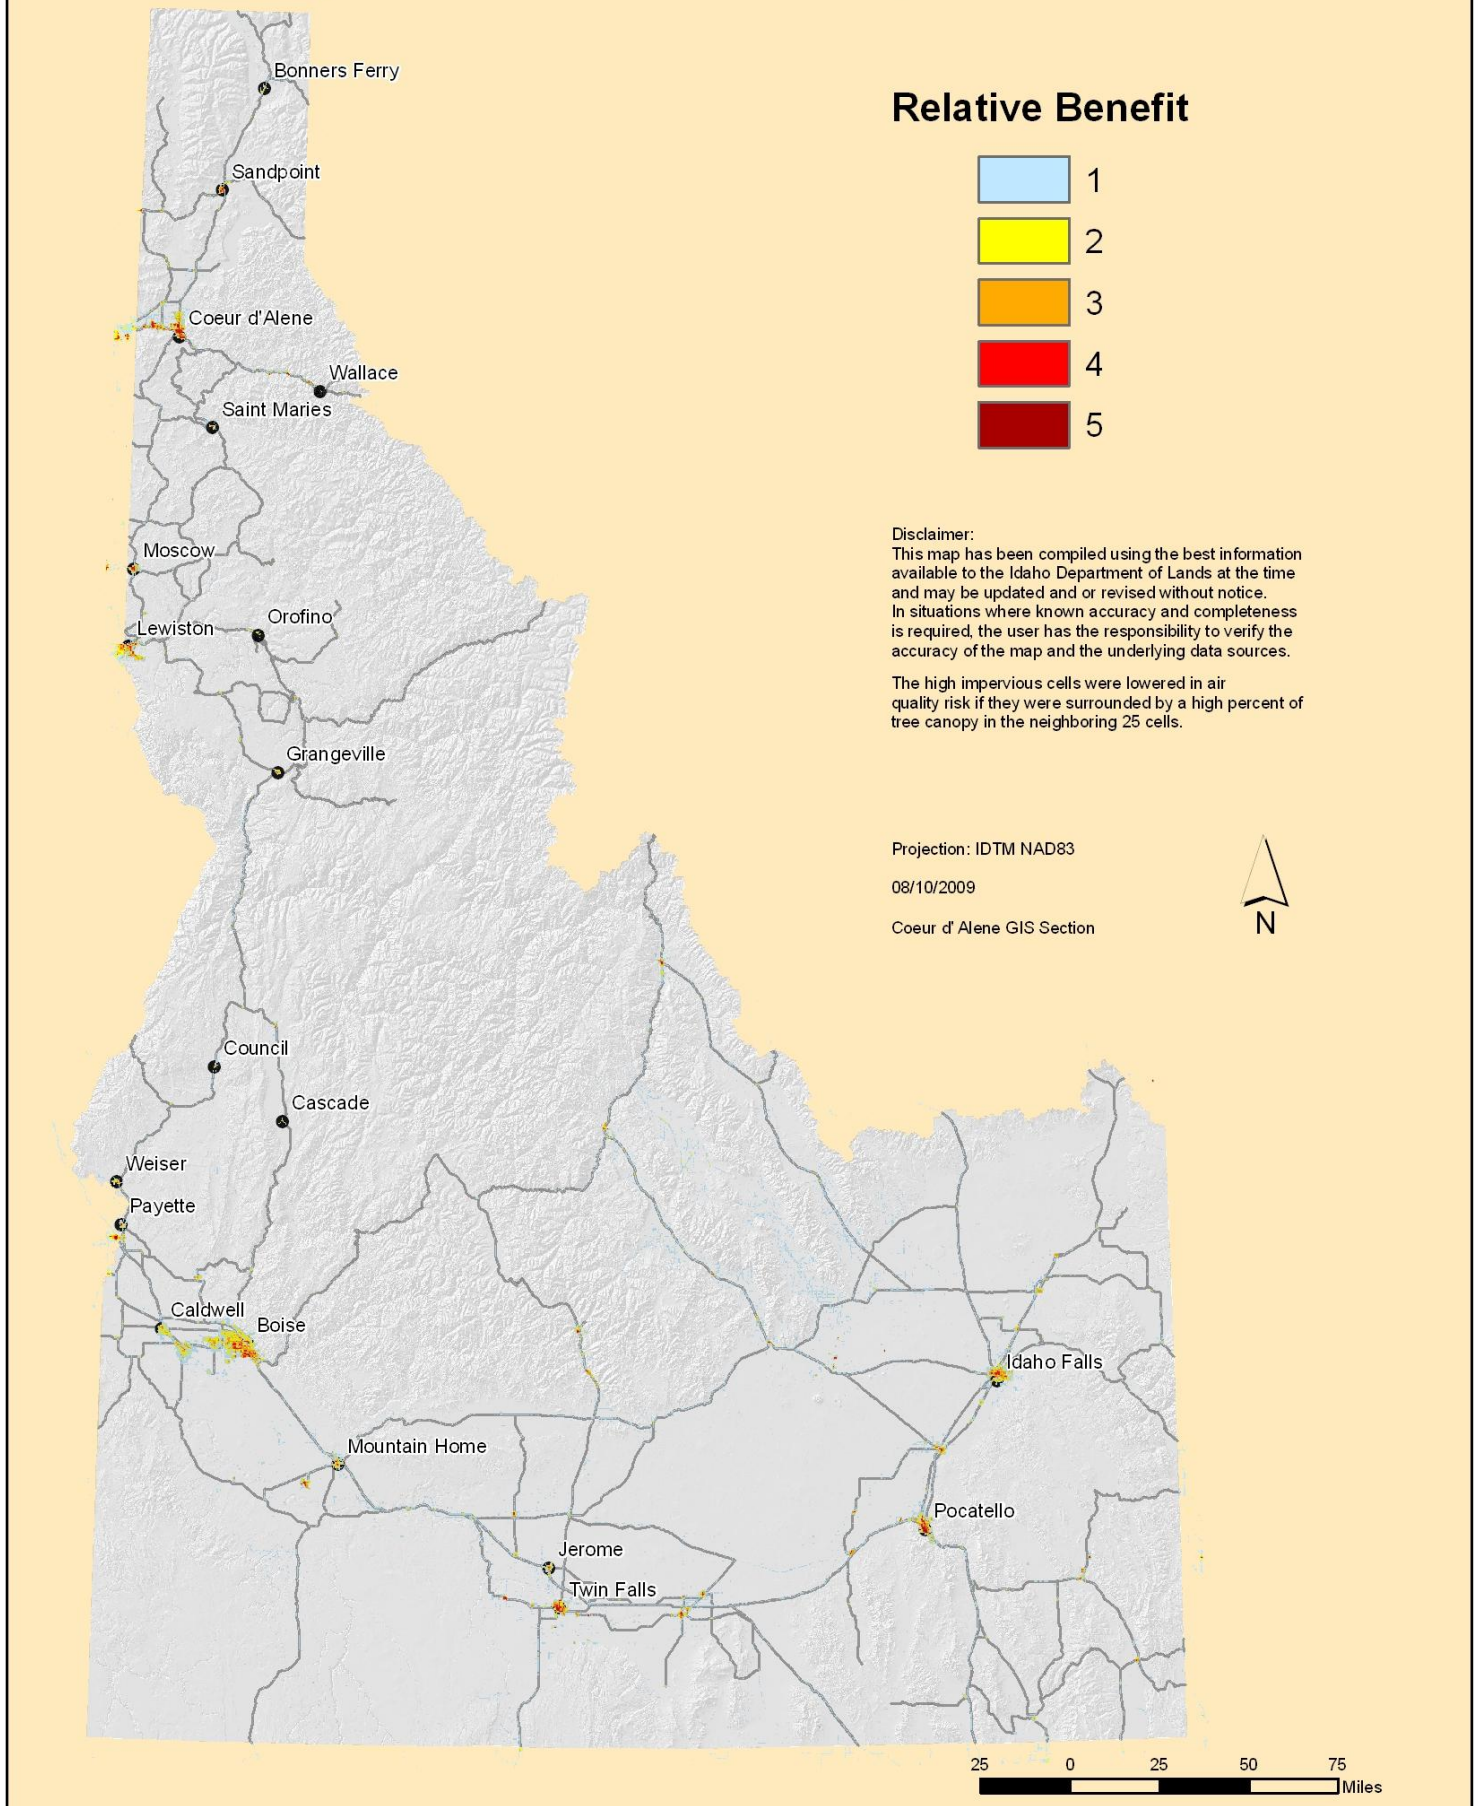 Bonners Ferry
Sandpoint
Coeur d'Alene
Wallace
Saint Maries
Moscow
Orofino
Lewiston
Grangeville
Council
Cascade
Weiser
Payette
Caldwell
Boise
Idaho Falls
Mountain Home
Pocatello
Jerome
Twin Falls
Relative Benefit
1
2
3
4
5
Disclaimer:
This map has been compiled using the best information
available to the Idaho Department of Lands at the time
and may be updated and or revised without notice.
In situations where known accuracy and completeness
is required, the user has the responsibility to verify the
accuracy of the map and the underlying data sources.
The high impervious cells were lowered in air
quality risk if they were surrounded by a high percent of
tree canopy in the neighboring 25 cells.
Projection: IDTM NAD83
08/10/2009
Coeur d' Alene GIS Section
N
25 0 25 50 75
Miles